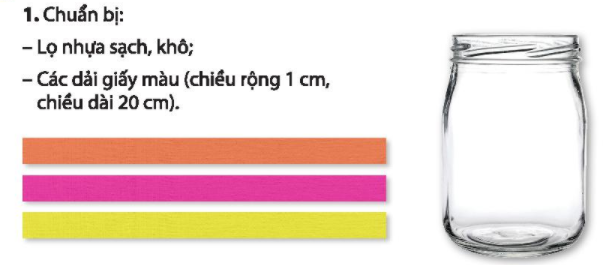 1. Chuẩn bị:
– Lọ nhựa sạch, khô;
– Các dải giấy màu (chiều rộng 1 cm,
chiều dài 20 cm).